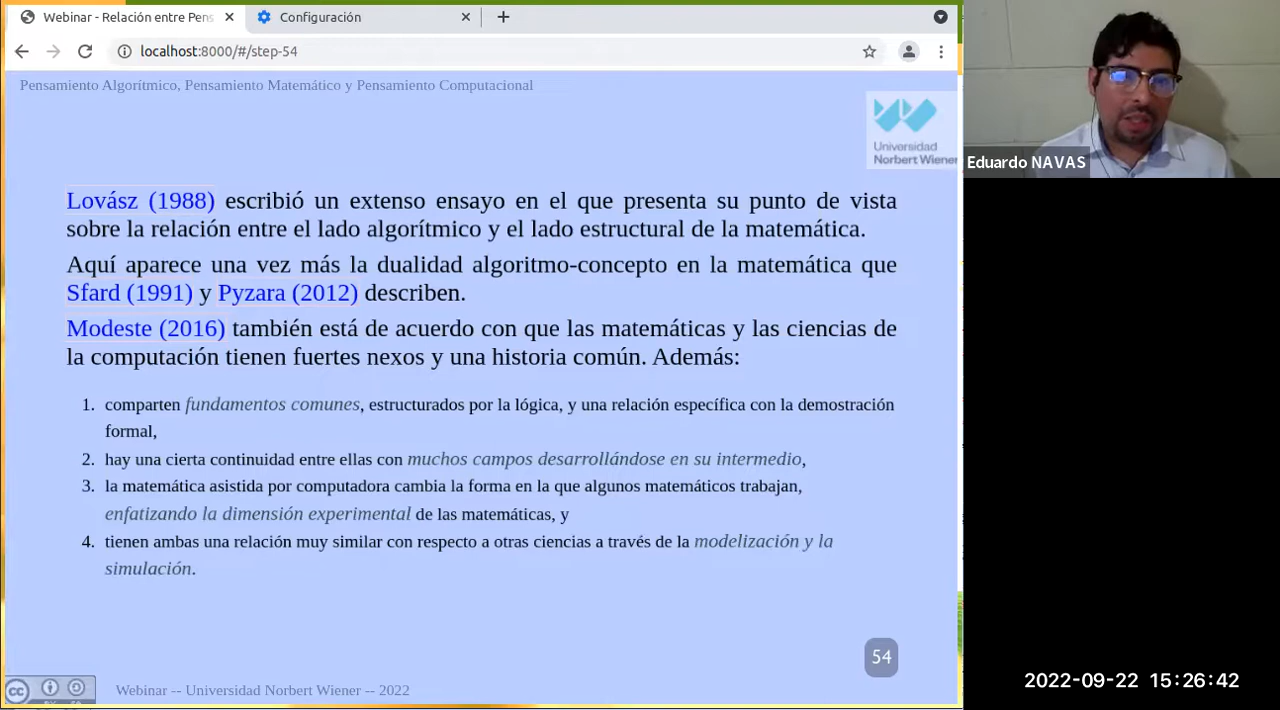 Webinar - Relación entre Pens
Configuración
localhost:8000/#/step-54
Pensamiento Algorítmico, Pensamiento Matemático y Pensamiento Computacional
Universidad
Norbert Wiener
Eduardo NAVAS
Lovász (1988) escribió un extenso ensayo en el que presenta su punto de vista
sobre la relación entre el lado algorítmico y el lado estructural de la matemática.
Aquí aparece una vez más la dualidad algoritmo-concepto en la matemática que
Sfard (1991) y Pyzara (2012) describen.
Modeste (2016) también está de acuerdo con que las matemáticas y las ciencias de
la computación tienen fuertes nexos y una historia común. Además:
1. comparten fundamentos comunes, estructurados por la lógica, y una relación específica con la demostración
formal,
2. hay una cierta continuidad entre ellas con muchos campos desarrollándose en su intermedio,
3. la matemática asistida por computadora cambia la forma en la que algunos matemáticos trabajan,
enfatizando la dimensión experimental de las matemáticas, y
4. tienen ambas una relación muy similar con respecto a otras ciencias a través de la modelización y la
simulación.
54
cc
Webinar -- Universidad Norbert Wiener -- 2022
2022-09-22 15:26:42